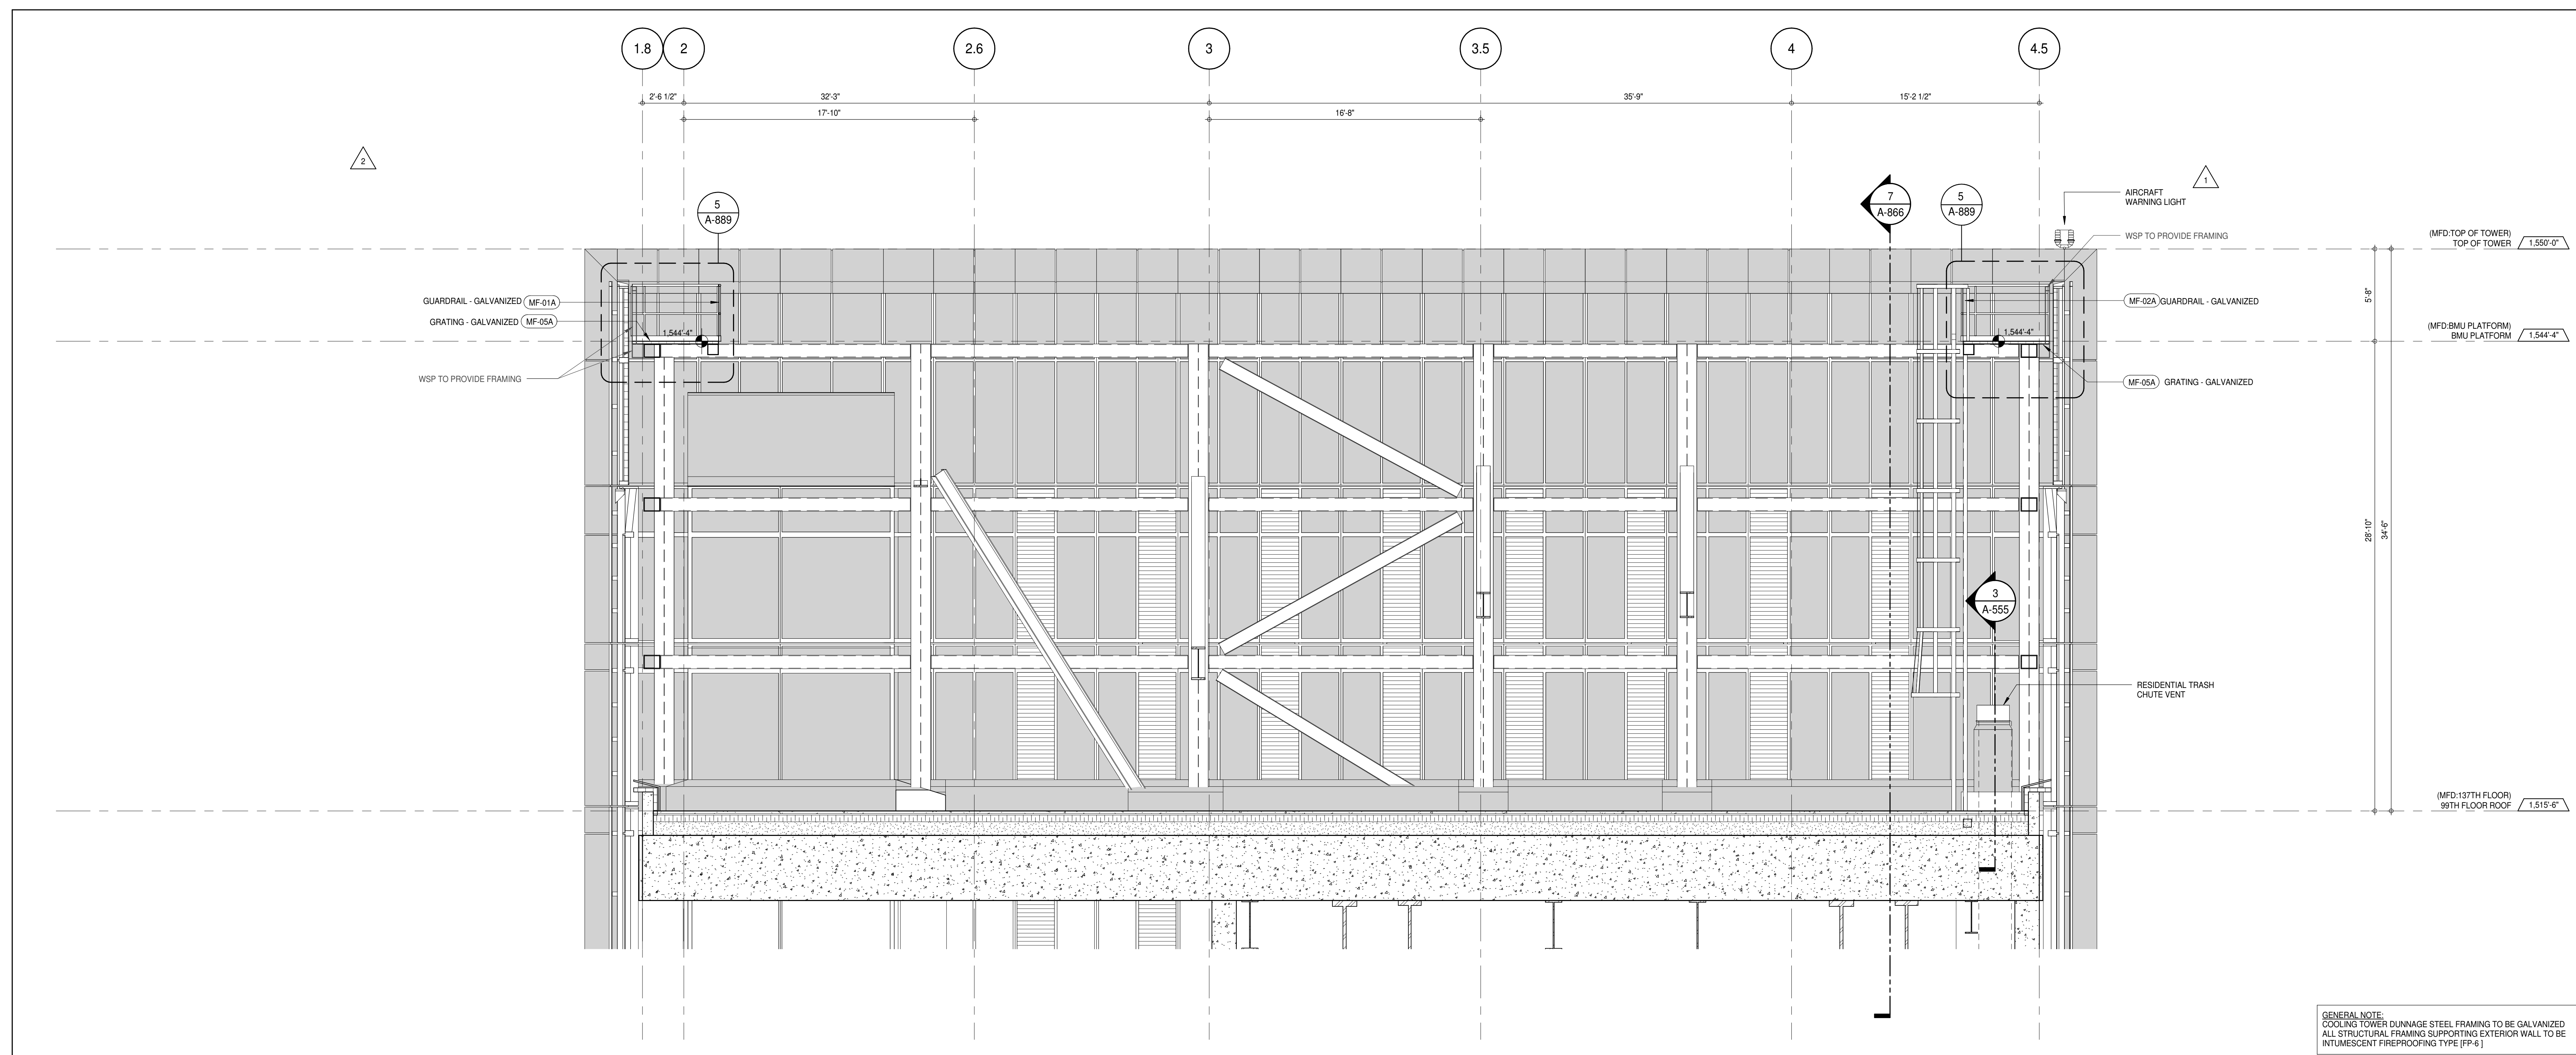 1.8
2
2.6
3
3.5
4
4.5
2'-6 1/2"
32'-3"
35'-9"
15'-2 1/2"
17'-10"
16'-8"
2
1
5
A-889
7
A-866
5
A-889
AIRCRAFT
WARNING LIGHT
WSP TO PROVIDE FRAMING
(MFD:TOP OF TOWER)
TOP OF TOWER
1,550'-0"
GUARDRAIL - GALVANIZED MF-01A
GRATING - GALVANIZED MF-05A
1,544'-4"
WSP TO PROVIDE FRAMING
MF-02A GUARDRAIL - GALVANIZED
1,544'-4"
MF-05A GRATING - GALVANIZED
5'-8"
(MFD:BMU PLATFORM)
BMU PLATFORM
1,544'-4"
28'-10"
34'-6"
3
A-555
RESIDENTIAL TRASH
CHUTE VENT
(MFD:137TH FLOOR)
99TH FLOOR ROOF
1,515'-6"
GENERAL NOTE:
COOLING TOWER DUNNAGE STEEL FRAMING TO BE GALVANIZED
ALL STRUCTURAL FRAMING SUPPORTING EXTERIOR WALL TO BE
INTUMESCENT FIREPROOFING TYPE [FP-6 ]